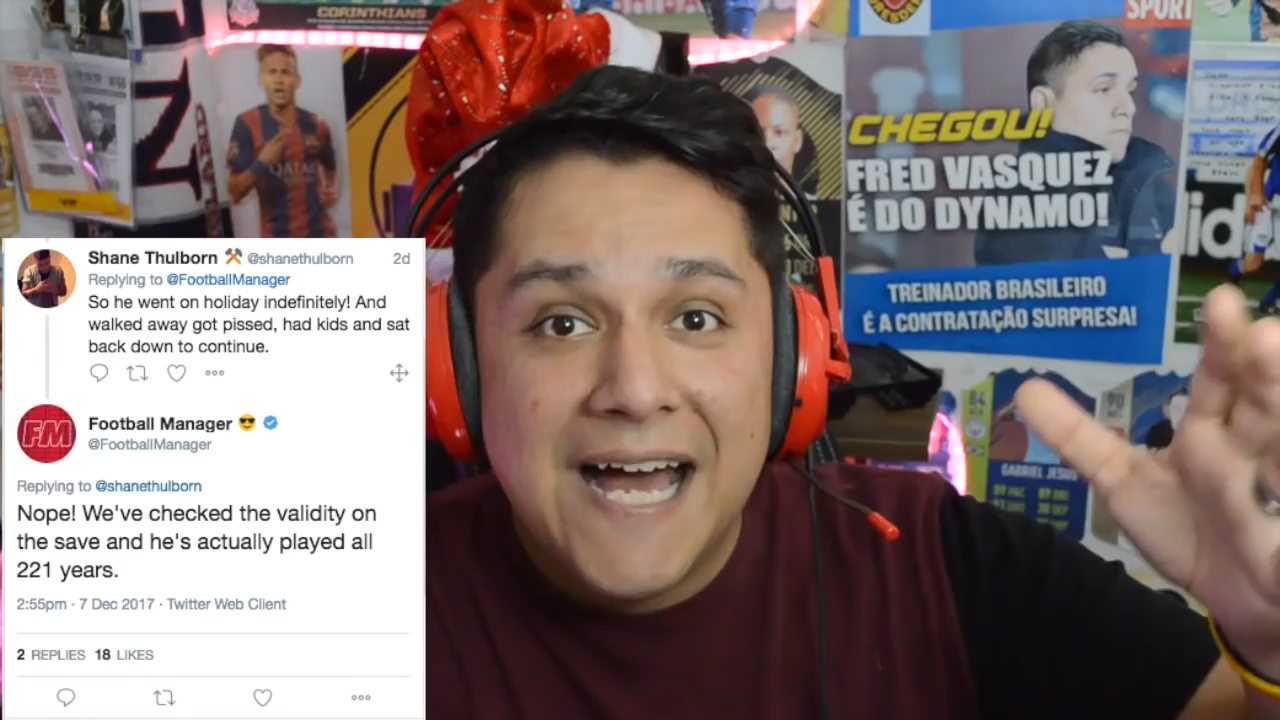 CORINTHIANS
SPORT
QATAR
CHEGOU!
FRED VASQUEZ
É DO DYNAMO!
TREINADOR BRASILEIRO
É A CONTRATAÇÃO SURPRESA!
84
90
GABRIEL JESUS
Shane Thulborn @shanethulborn 2d
Replying to @FootballManager
So he went on holiday indefinitely! And
walked away got pissed, had kids and sat
back down to continue.
FM
Football Manager
@FootballManager
Replying to @shanethulborn
Nope! We've checked the validity on
the save and he's actually played all
221 years.
2:55pm · 7 Dec 2017 · Twitter Web Client
2 REPLIES 18 LIKES